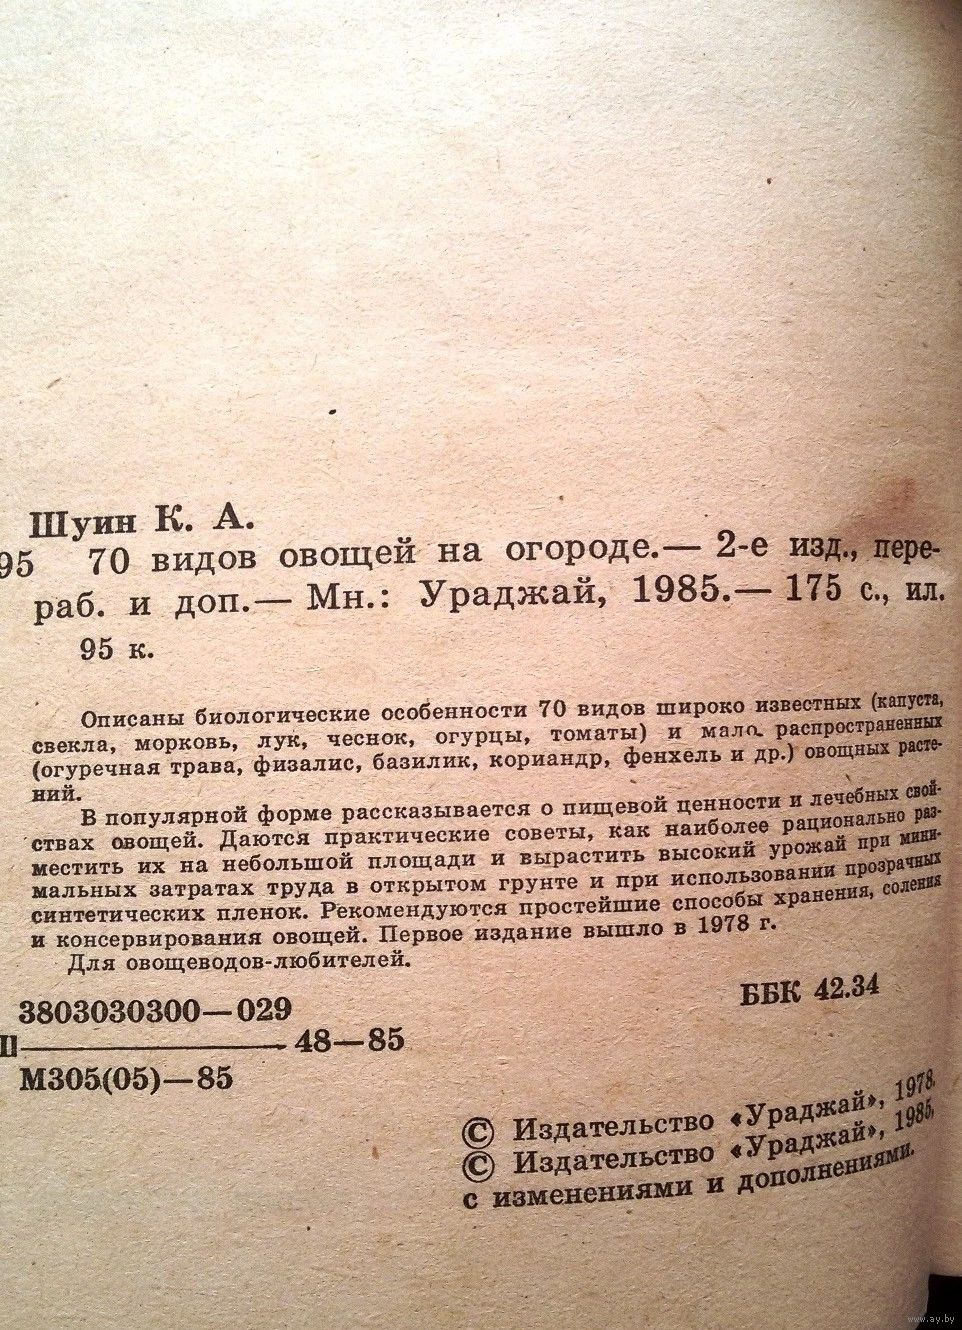 Шуин К. А.
95 70 видов овощей на огороде.— 2-е изд., пере-
раб. и доп.— Мн.: Ураджай, 1985.— 175 с., ил.
95 к.
Описаны биологические особенности 70 видов широко известных (капуста,
свекла, морковь, лук, чеснок, огурцы, томаты) и мало распространенных
(огуречная трава, физалис, базилик, кориандр, фенхель и др.) овощных расте-
ний.
В популярной форме рассказывается о пищевой ценности и лечебных свой-
ствах овощей. Даются практические советы, как наиболее рационально раз-
местить их на небольшой площади и вырастить высокий урожай при мини-
мальных затратах труда в открытом грунте и при использовании прозрачных
синтетических пленок. Рекомендуются простейшие способы хранения, соления
и консервирования овощей. Первое издание вышло в 1978 г.
Для овощеводов-любителей.
3803030300—029
48—85
М305(05)—85
ББК 42.34
© Издательство «Ураджай», 1978.
© Издательство «Ураджай», 1985,
с изменениями и дополнениями.
www.ay.by